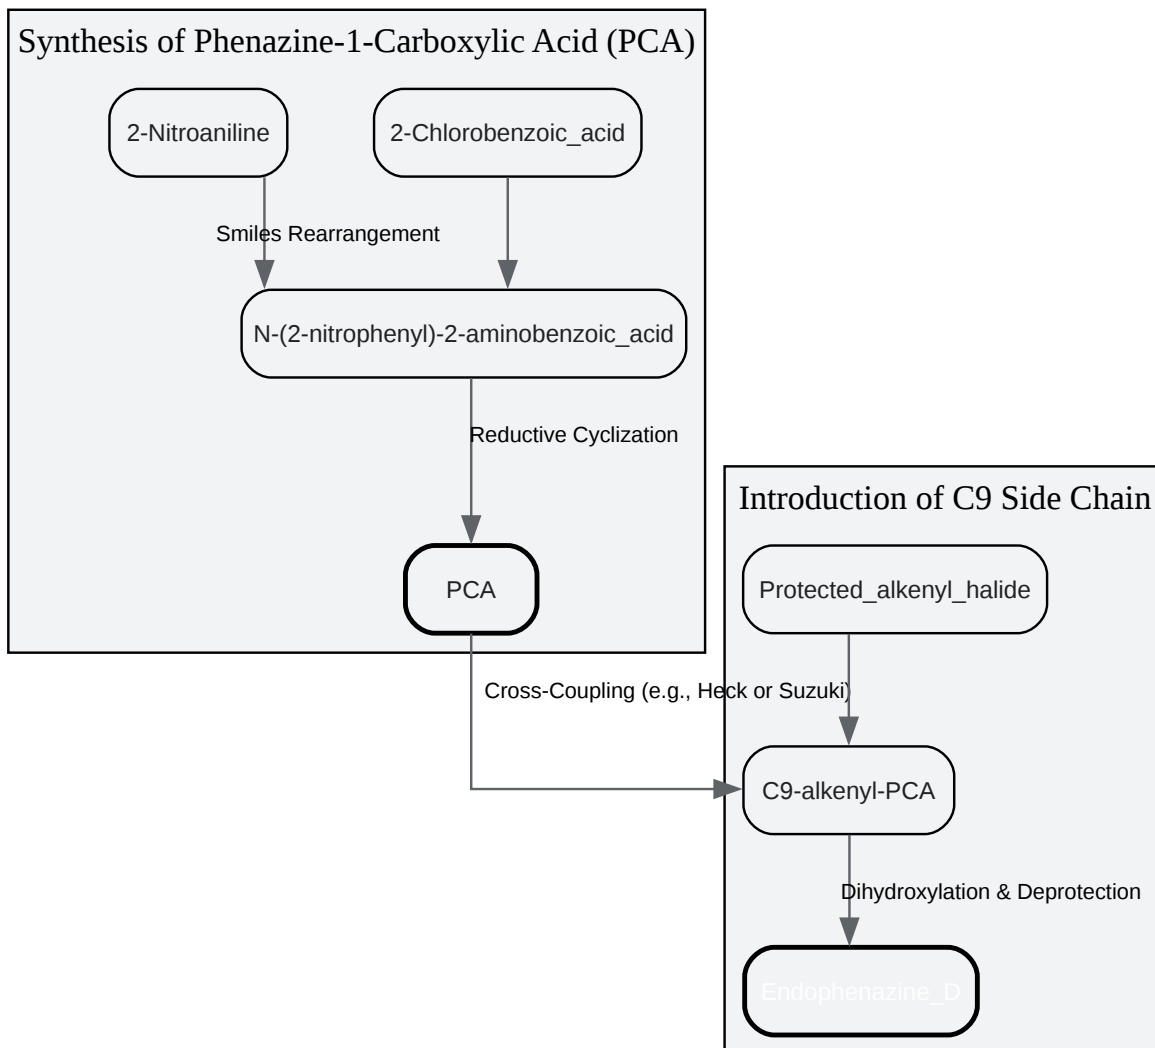 Synthesis of Phenazine-1-Carboxylic Acid (PCA)
2-Nitroaniline
2-Chlorobenzoic_acid
Smiles Rearrangement
N-(2-nitrophenyl)-2-aminobenzoic_acid
Reductive Cyclization
PCA
Introduction of C9 Side Chain
Protected_alkenyl_halide
Cross-Coupling (e.g., Heck or Suzuki)
C9-alkenyl-PCA
Dihydroxylation & Deprotection
Endophenazine_D